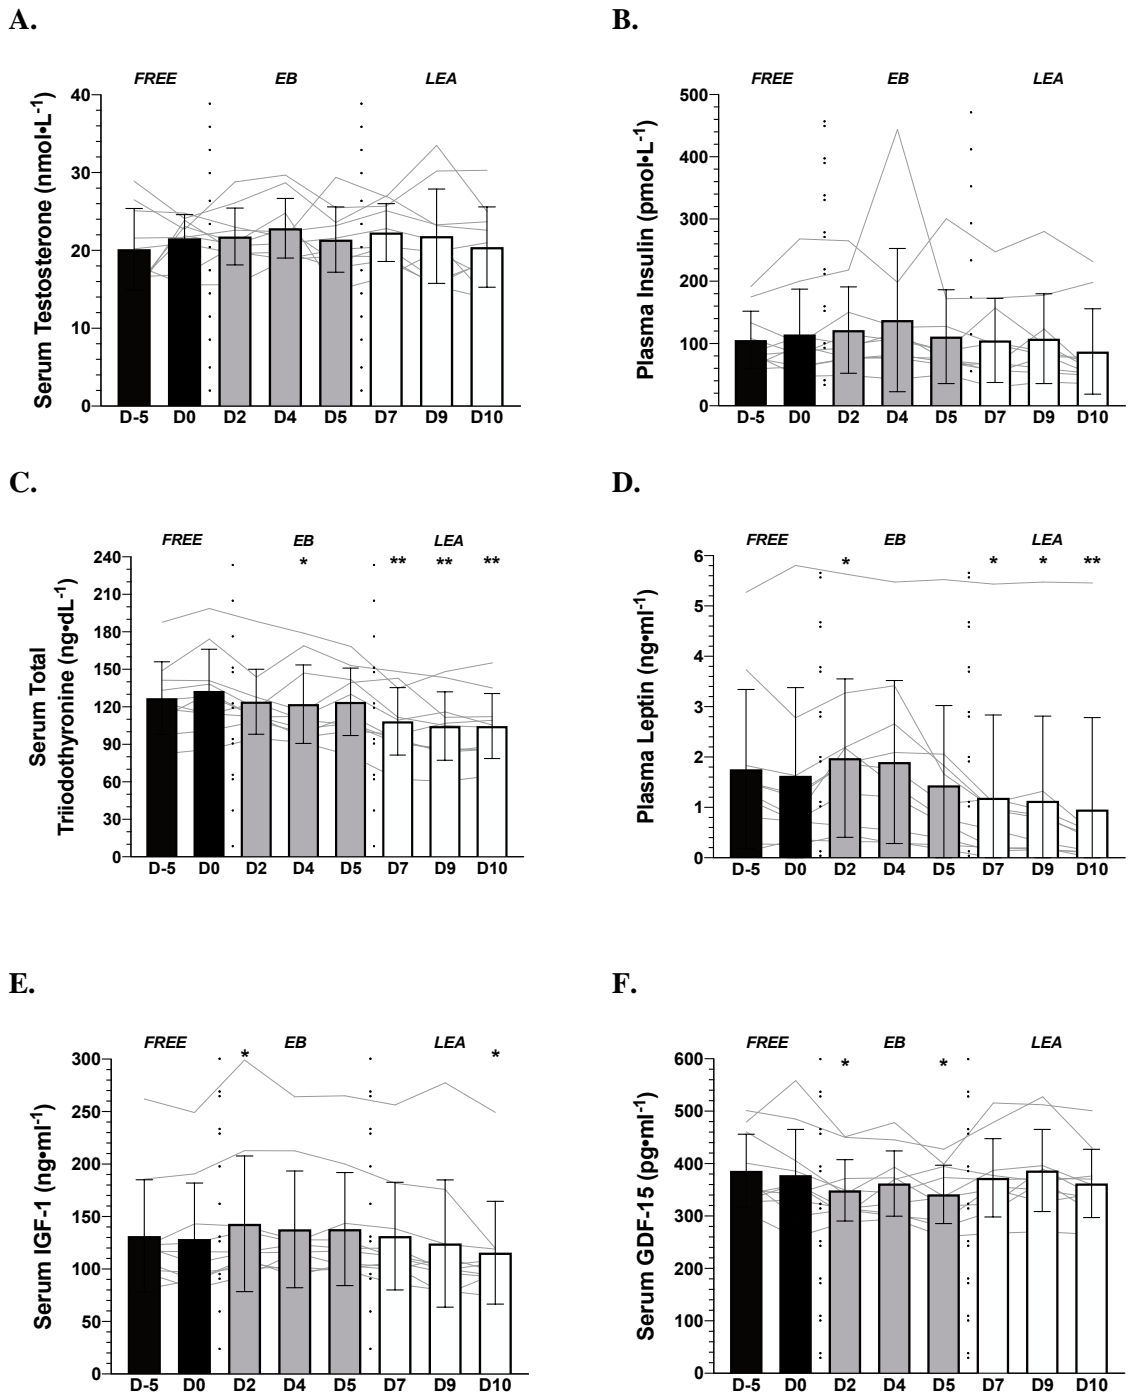 A.
FREE EB LEA
Serum Testosterone (nmol•L-1)
40
30
20
10
0
D-5 D0 D2 D4 D5 D7 D9 D10
B.
FREE EB LEA
Plasma Insulin (pmol•L-1)
500
400
300
200
100
0
D-5 D0 D2 D4 D5 D7 D9 D10
C.
FREE EB LEA
* ** ** **
Serum Total
Triiodothyronine (ng•dL-1)
240
210
180
150
120
90
60
30
0
D-5 D0 D2 D4 D5 D7 D9 D10
D.
FREE EB LEA
* * * **
Plasma Leptin (ng•ml-1)
6
5
4
3
2
1
0
D-5 D0 D2 D4 D5 D7 D9 D10
E.
FREE EB LEA
* *
Serum IGF-1 (ng•ml-1)
300
250
200
150
100
50
0
D-5 D0 D2 D4 D5 D7 D9 D10
F.
FREE EB LEA
* *
Serum GDF-15 (pg•ml-1)
600
500
400
300
200
100
0
D-5 D0 D2 D4 D5 D7 D9 D10